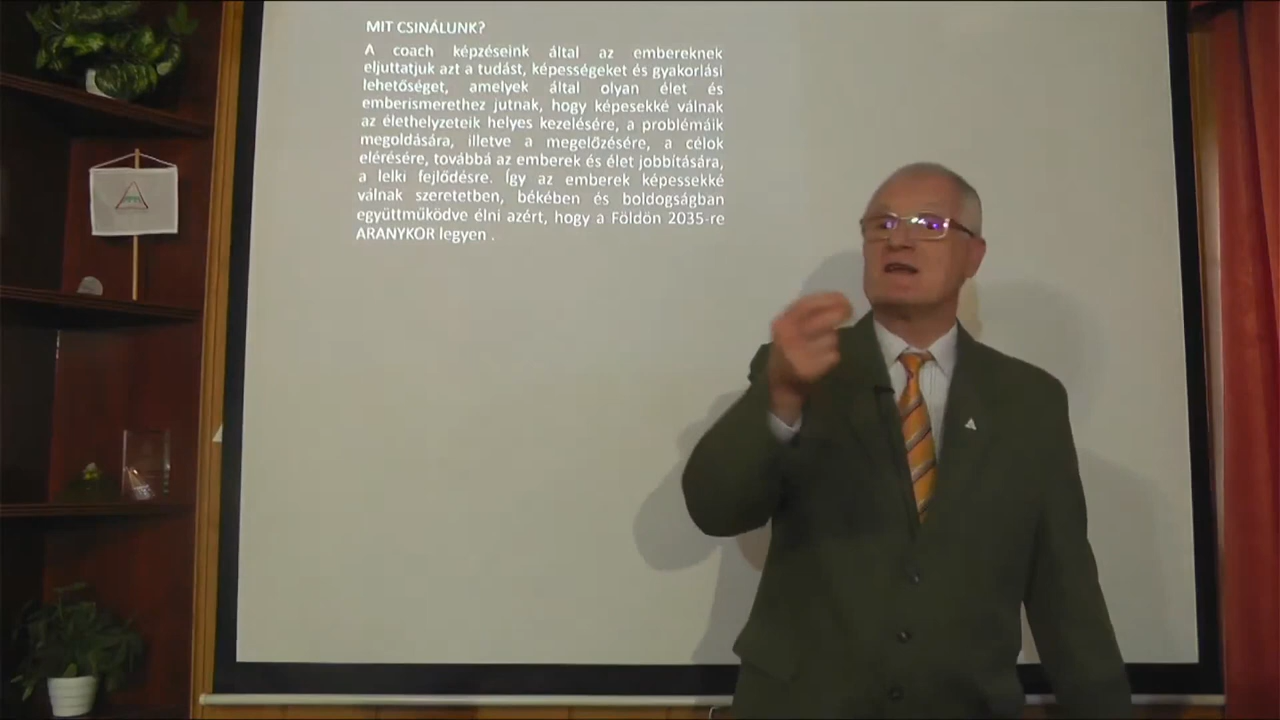 MIT CSINÁLUNK?
A coach képzéseink által az embereknek
eljuttatjuk azt a tudást, képességeket és gyakorlási
lehetőséget, amelyek által olyan élet és
emberismerethez jutnak, hogy képesekké válnak
az élethelyzeteik helyes kezelésére, a problémáik
megoldására, illetve a megelőzésére, a célok
elérésére, továbbá az emberek és élet jobbítására,
a lelki fejlődésre. Így az emberek képessekké
válnak szeretetben, békében és boldogságban
együttműködve élni azért, hogy a Földön 2035-re
ARANYKOR legyen .